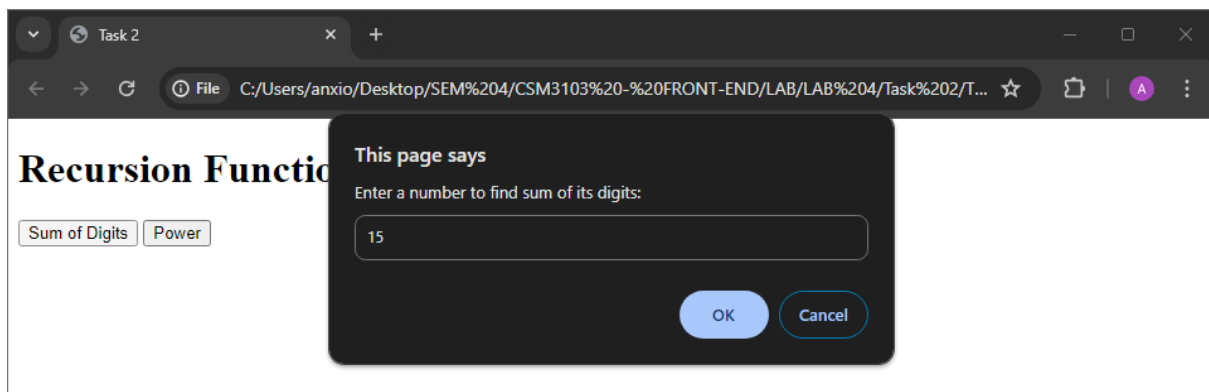 Task 2
File C:/Users/anxio/Desktop/SEM%204/CSM3103%20-%20FRONT-END/LAB/LAB%204/Task%202/T...
A
Recursion Functio
This page says
Enter a number to find sum of its digits:
Sum of Digits Power
15
OK Cancel